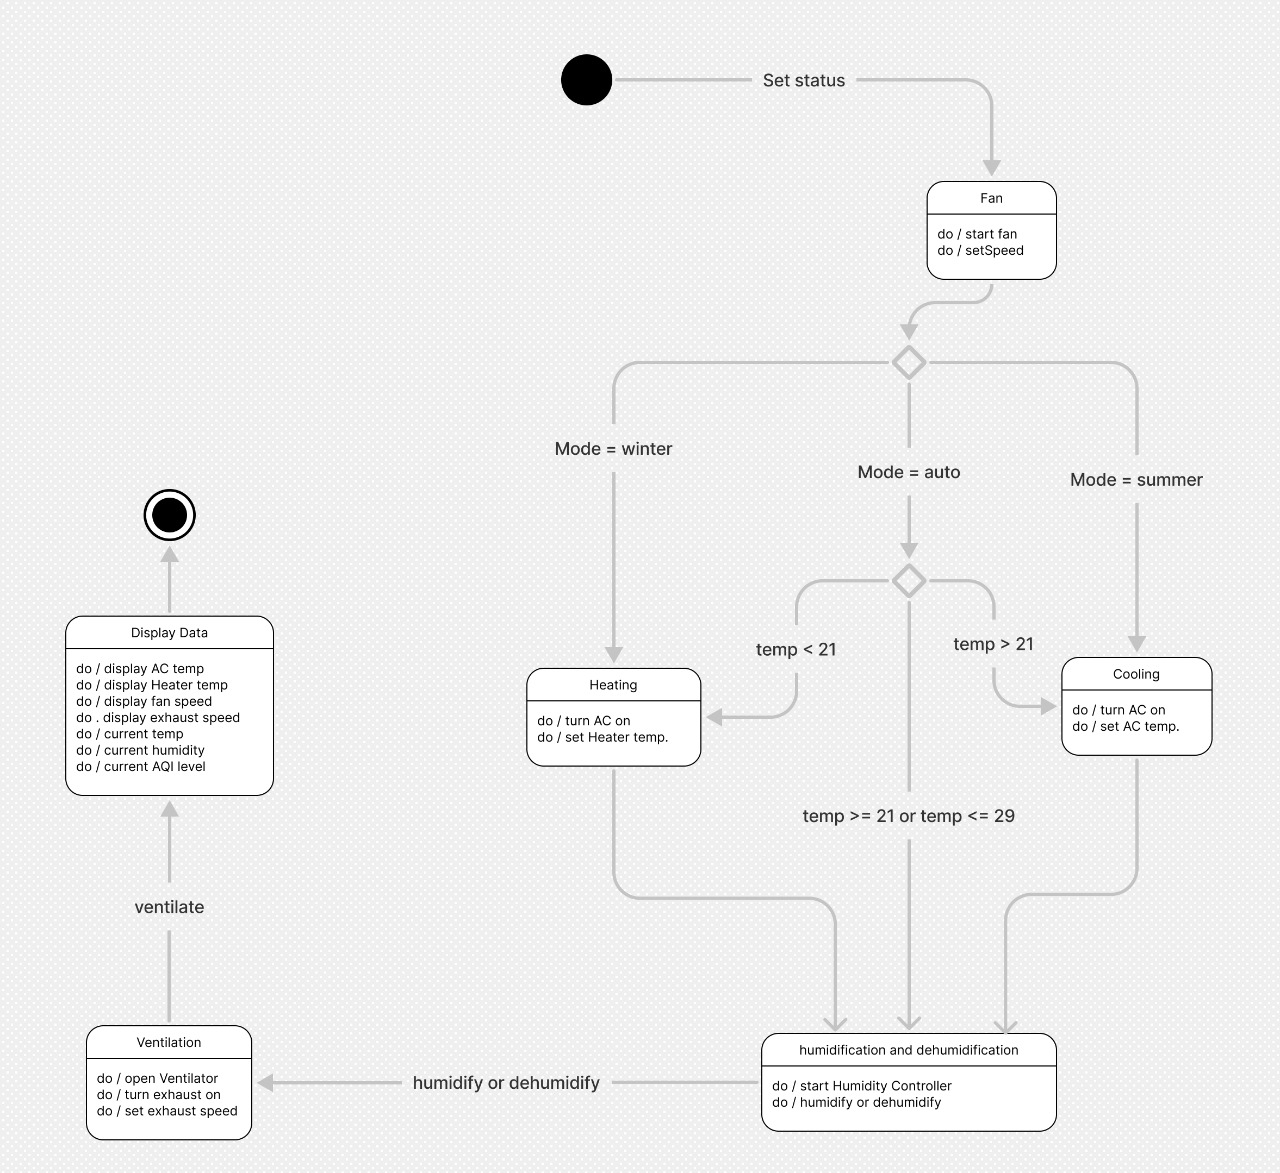 Set status
Fan
do / start fan
do / setSpeed
Mode = winter
Mode = auto
Mode = summer
temp < 21
temp > 21
Heating
do / turn AC on
do / set Heater temp.
Cooling
do / turn AC on
do / set AC temp.
temp >= 21 or temp <= 29
humidification and dehumidification
do / start Humidity Controller
do / humidify or dehumidify
humidify or dehumidify
Ventilation
do / open Ventilator
do / turn exhaust on
do / set exhaust speed
ventilate
Display Data
do / display AC temp
do / display Heater temp
do / display fan speed
do . display exhaust speed
do / current temp
do / current humidity
do / current AQI level